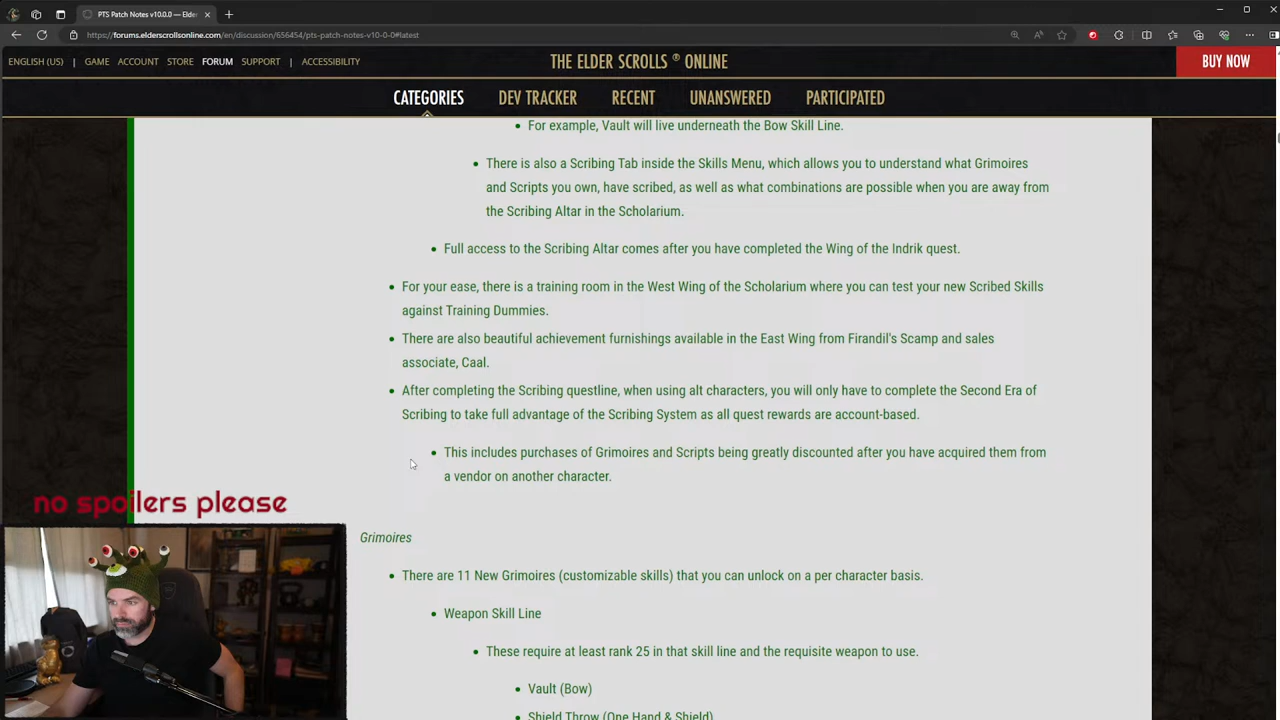 PTS Patch Notes v10.0.0 — Elder
https://forums.elderscrollsonline.com/en/discussion/656454/pts-patch-notes-v10-0-0#latest
ENGLISH (US) | GAME ACCOUNT STORE FORUM SUPPORT | ACCESSIBILITY
THE ELDER SCROLLS ® ONLINE
BUY NOW
CATEGORIES DEV TRACKER RECENT UNANSWERED PARTICIPATED
• For example, Vault will live underneath the Bow Skill Line.
• There is also a Scribing Tab inside the Skills Menu, which allows you to understand what Grimoires
and Scripts you own, have scribed, as well as what combinations are possible when you are away from
the Scribing Altar in the Scholarium.
• Full access to the Scribing Altar comes after you have completed the Wing of the Indrik quest.
• For your ease, there is a training room in the West Wing of the Scholarium where you can test your new Scribed Skills
against Training Dummies.
• There are also beautiful achievement furnishings available in the East Wing from Firandil's Scamp and sales
associate, Caal.
• After completing the Scribing questline, when using alt characters, you will only have to complete the Second Era of
Scribing to take full advantage of the Scribing System as all quest rewards are account-based.
• This includes purchases of Grimoires and Scripts being greatly discounted after you have acquired them from
a vendor on another character.
no spoilers please
Grimoires
• There are 11 New Grimoires (customizable skills) that you can unlock on a per character basis.
• Weapon Skill Line
• These require at least rank 25 in that skill line and the requisite weapon to use.
• Vault (Bow)
• Shield Throw (One Hand & Shield)